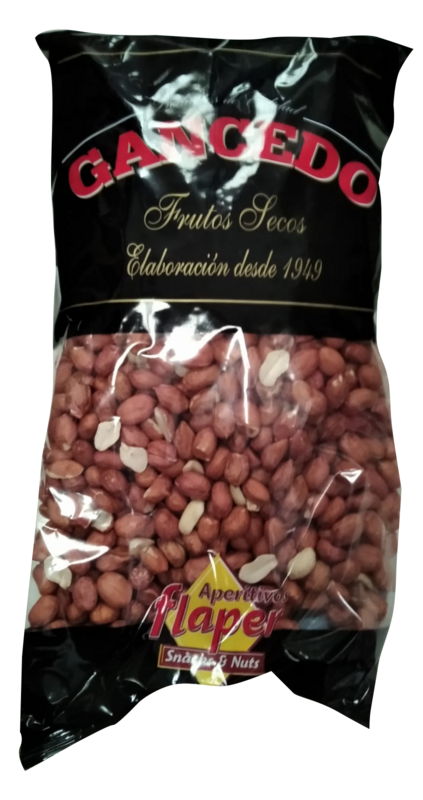 GANCEDO
Frutos Secos
Elaboración desde 1949
Aperitivos
flaper
Snacks & Nuts